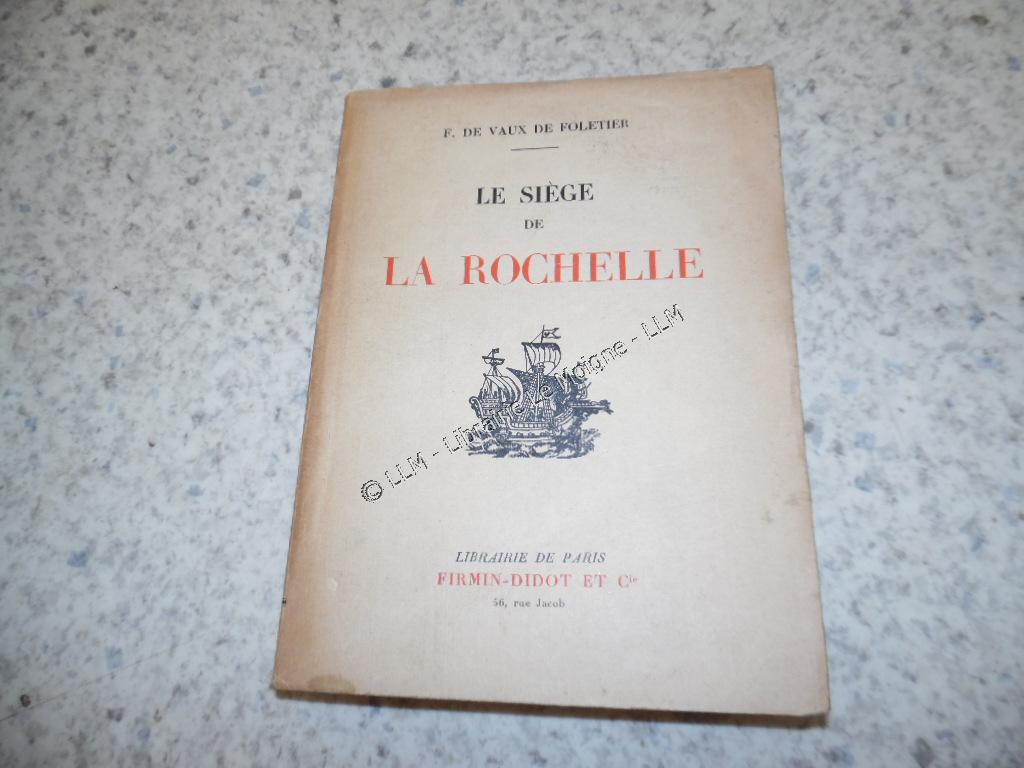 F. DE VAUX DE FOLETIER
LE SIÈGE
DE
LA ROCHELLE
© LLM - Librairie Le Moigne - LLM
LIBRAIRIE DE PARIS
FIRMIN-DIDOT ET Cie
56, rue Jacob